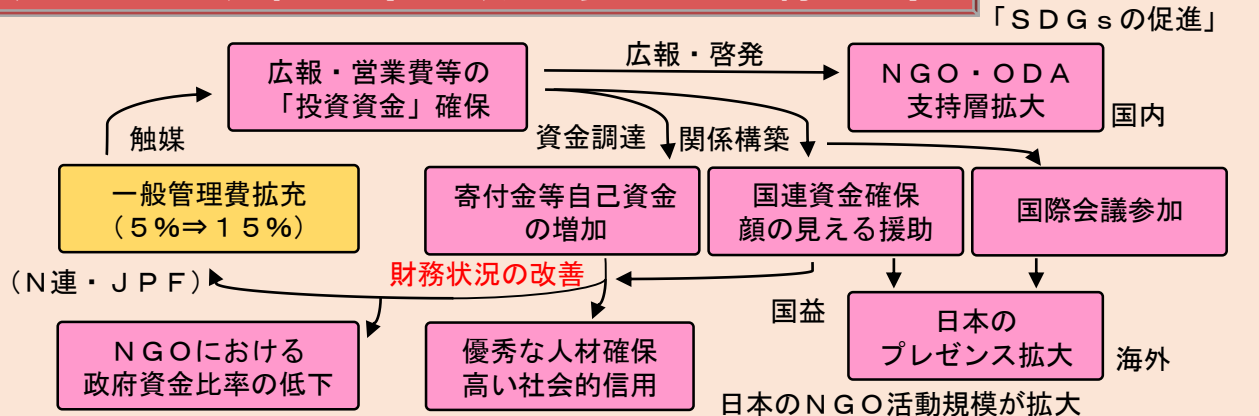 「ＳＤＧｓの促進」
広報・営業費等の
「投資資金」確保
広報・啓発
ＮＧＯ・ＯＤＡ
支持層拡大
国内
触媒
資金調達
関係構築
一般管理費拡充
（５％⇒１５％）
寄付金等自己資金
の増加
国連資金確保
顔の見える援助
国際会議参加
（Ｎ連・ＪＰＦ）
財務状況の改善
国益
ＮＧＯにおける
政府資金比率の低下
優秀な人材確保
高い社会的信用
日本の
プレゼンス拡大
海外
日本のＮＧＯ活動規模が拡大